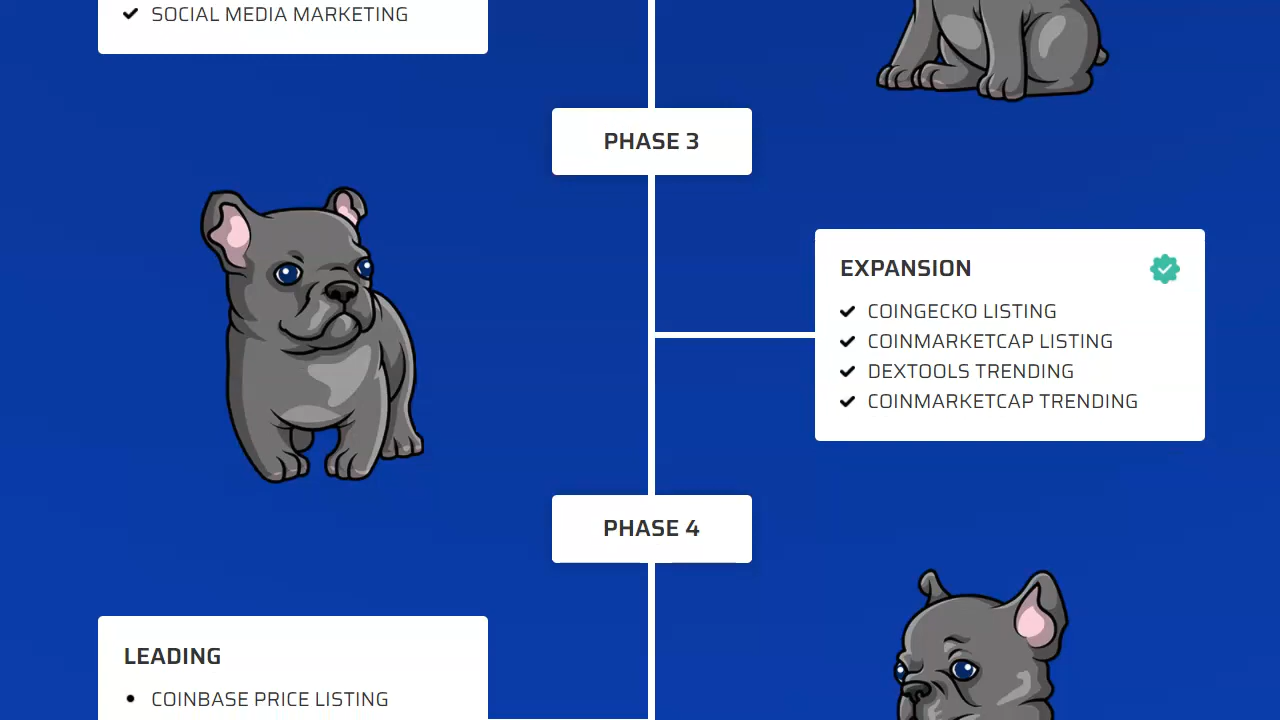 SOCIAL MEDIA MARKETING
PHASE 3
EXPANSION
COINGECKO LISTING
COINMARKETCAP LISTING
DEXTOOLS TRENDING
COINMARKETCAP TRENDING
PHASE 4
LEADING
COINBASE PRICE LISTING